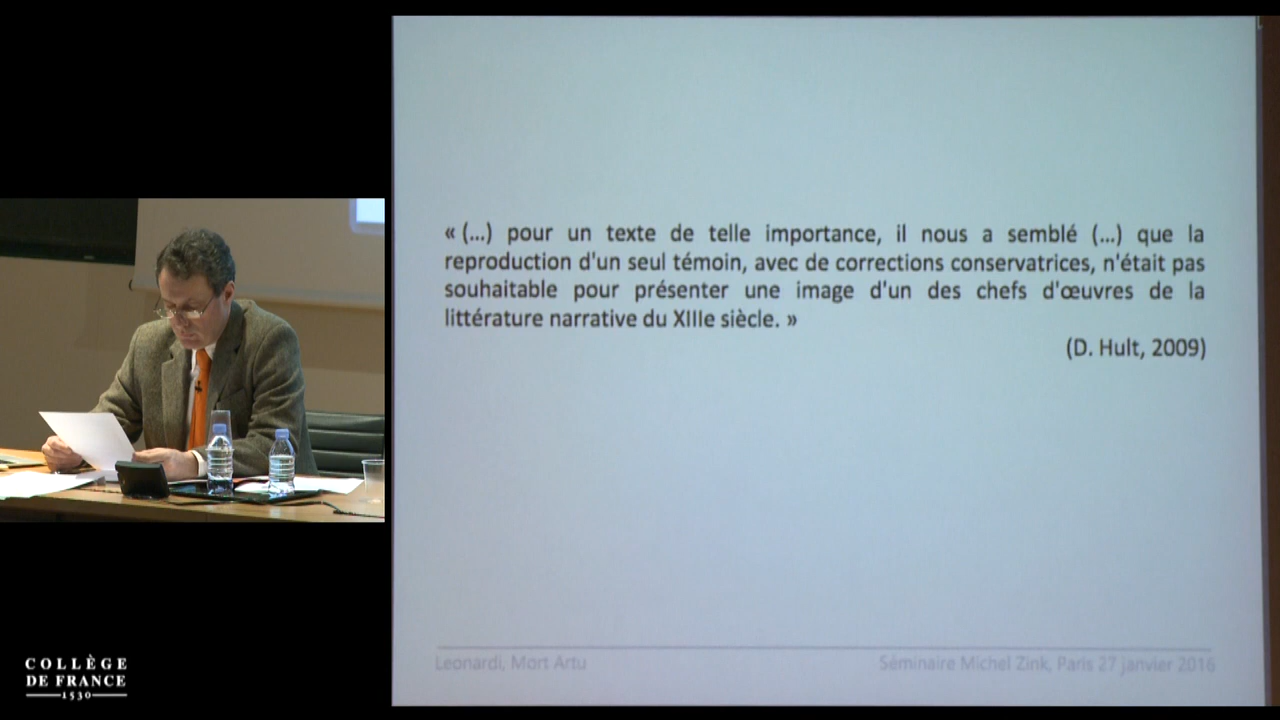 « (...) pour un texte de telle importance, il nous a semblé (...) que la
reproduction d'un seul témoin, avec de corrections conservatrices, n'était pas
souhaitable pour présenter une image d'un des chefs d'œuvres de la
littérature narrative du XIIIe siècle. »
(D. Hult, 2009)
Leonardi, Mort Artu
Séminaire Michel Zink, Paris 27 janvier 2016
COLLÈGE
DE FRANCE
1530